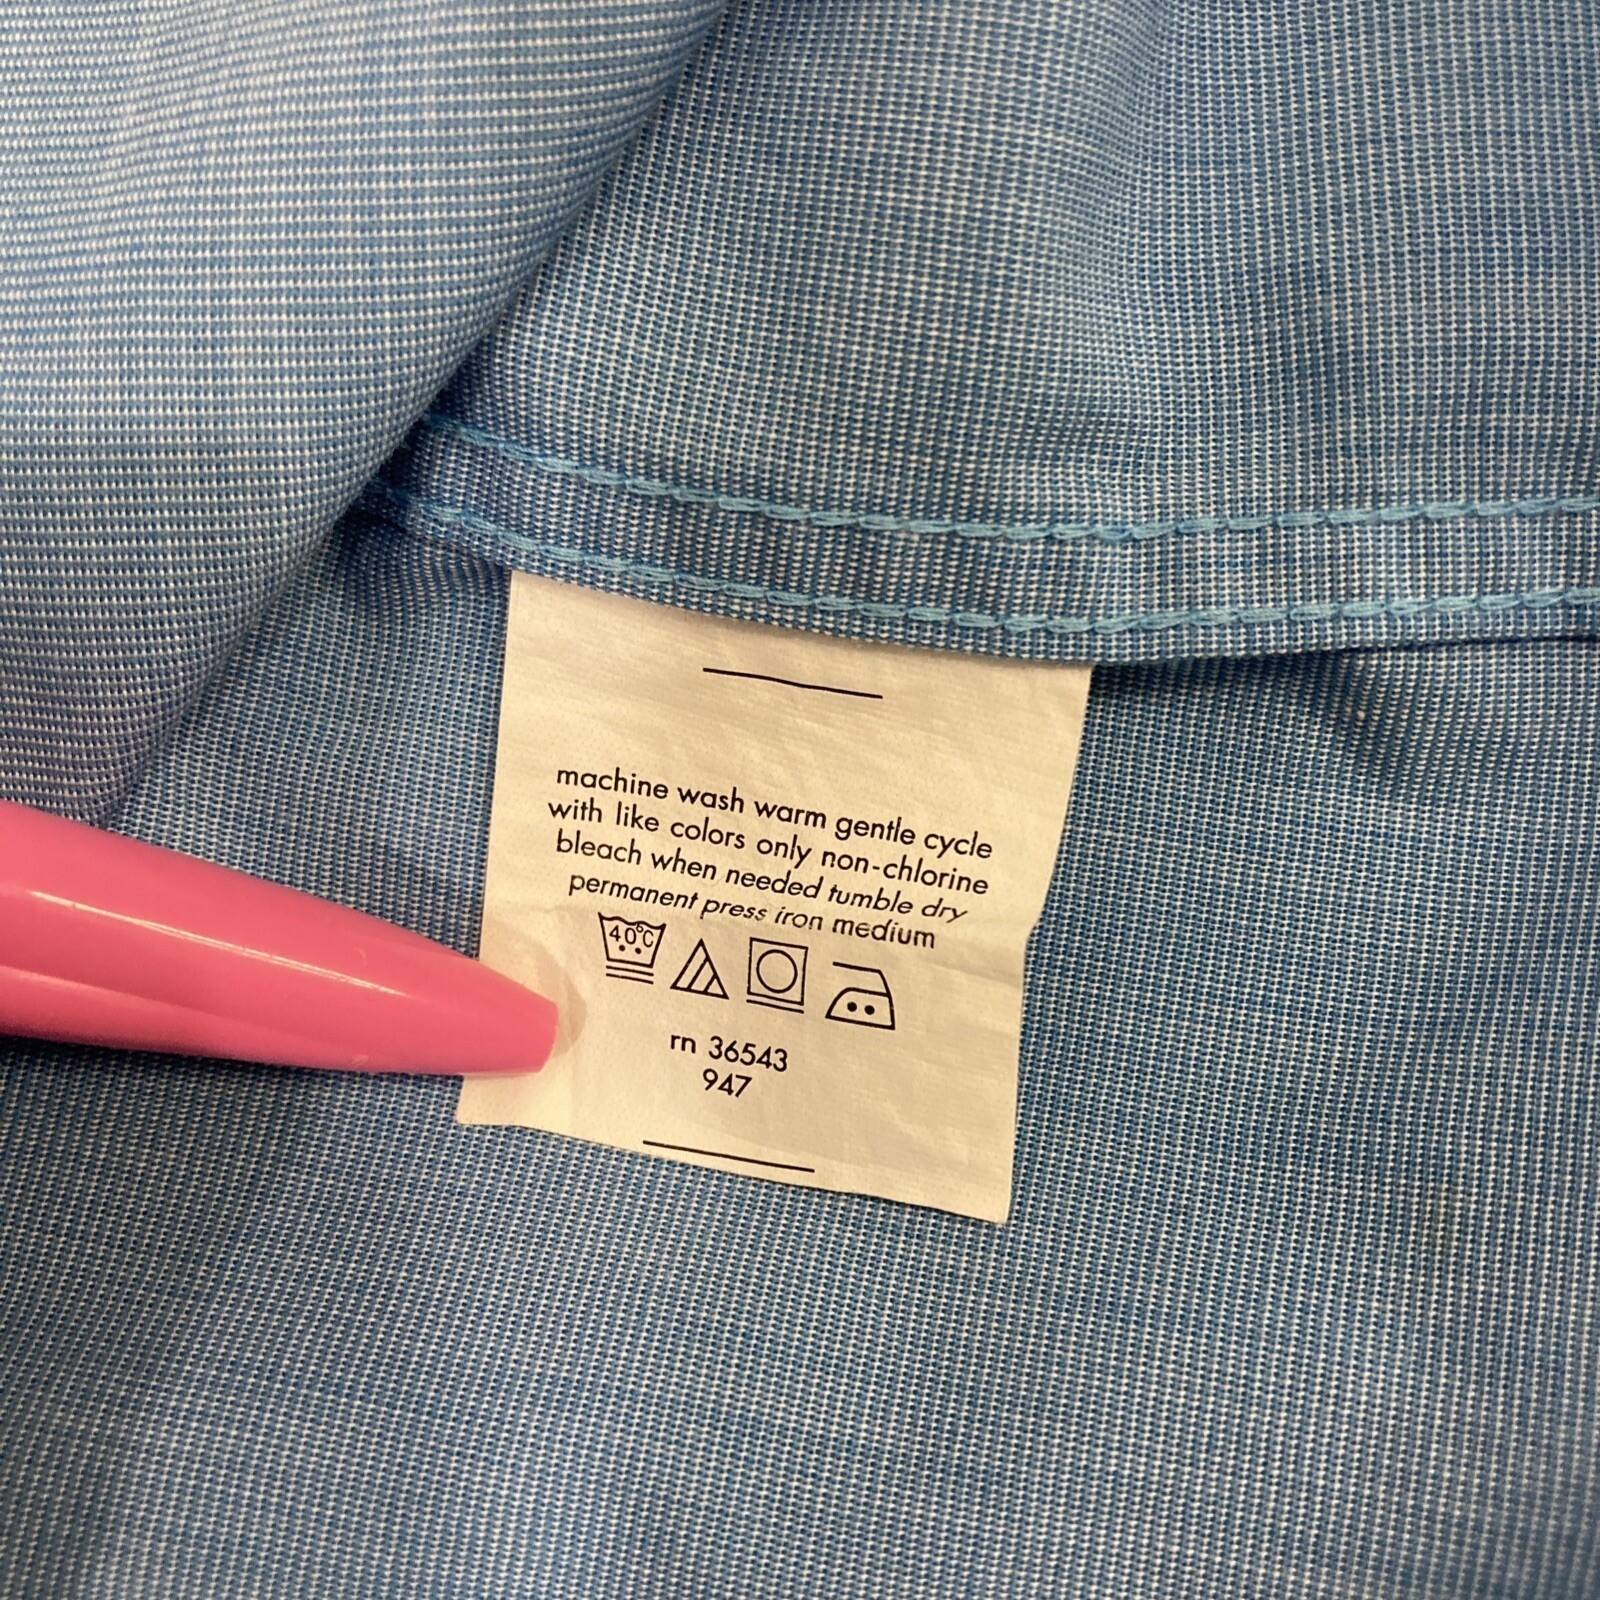 machine wash warm gentle cycle
with like colors only non-chlorine
bleach when needed tumble dry
permanent press iron medium
40°C
rn 36543
947